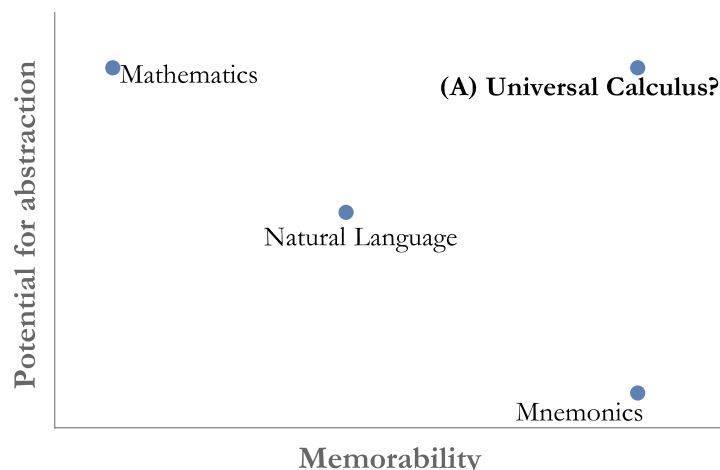 Potential for abstraction
Mathematics
(A) Universal Calculus?
Natural Language
Mnemonics
Memorability